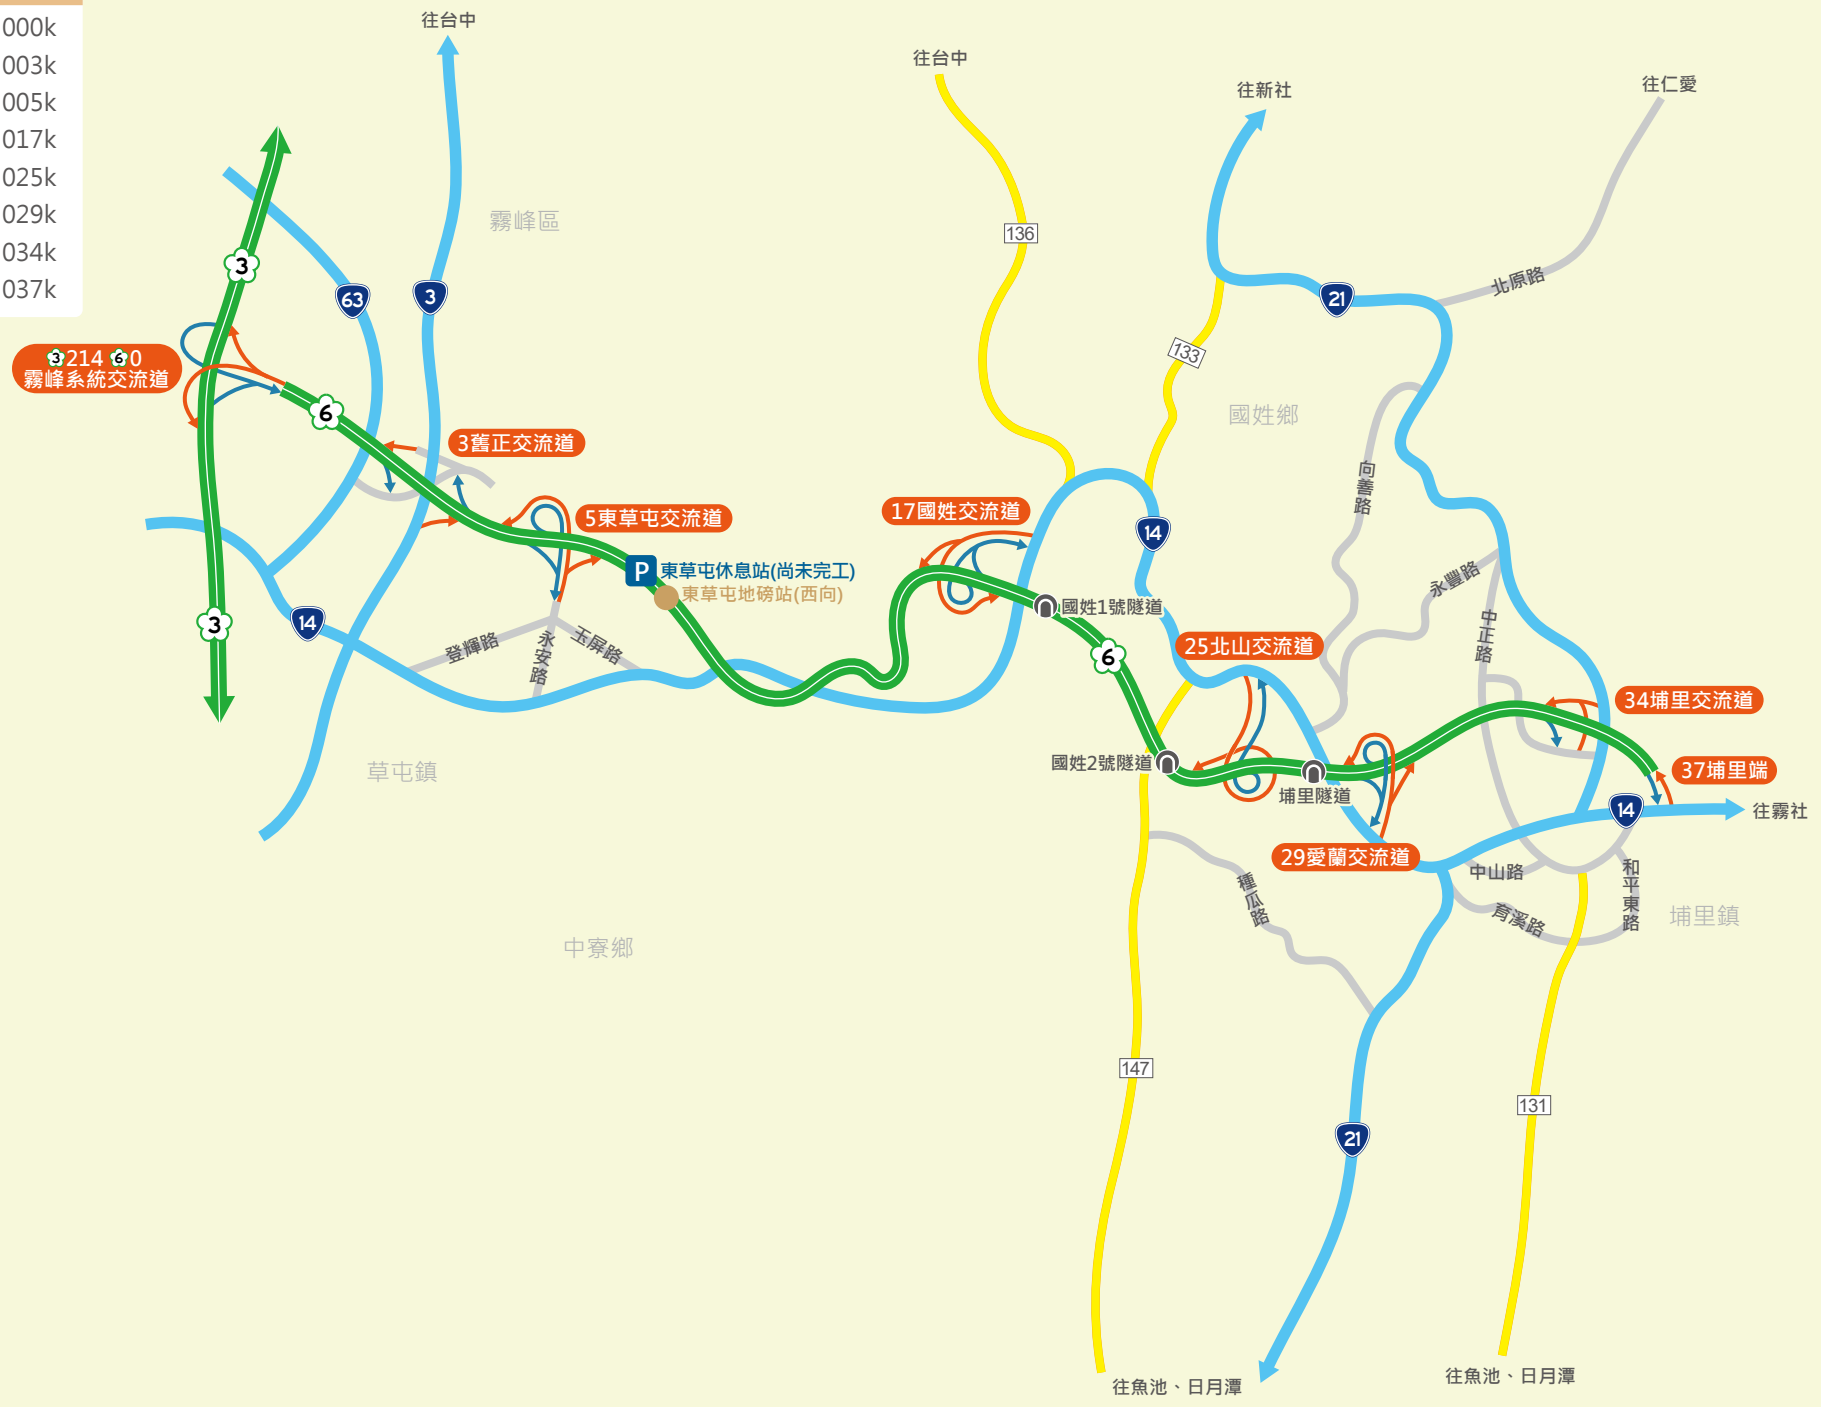 000k
003k
005k
017k
025k
029k
034k
037k
往台中
往台中
往新社
往仁愛
霧峰區
136
3
63
3
21
北原路
3 214 6 0
霧峰系統交流道
133
6
國姓鄉
3舊正交流道
向善路
5東草屯交流道
17國姓交流道
14
P 東草屯休息站(尚未完工)
東草屯地磅站(西向)
永豐路
國姓1號隧道
3
14
登輝路
永安路
玉屏路
6
25北山交流道
中正路
34埔里交流道
國姓2號隧道
草屯鎮
37埔里端
埔里隧道
14
往霧社
29愛蘭交流道
中山路
和平東路
種瓜路
育溪路
埔里鎮
中寮鄉
147
131
21
往魚池、日月潭
往魚池、日月潭